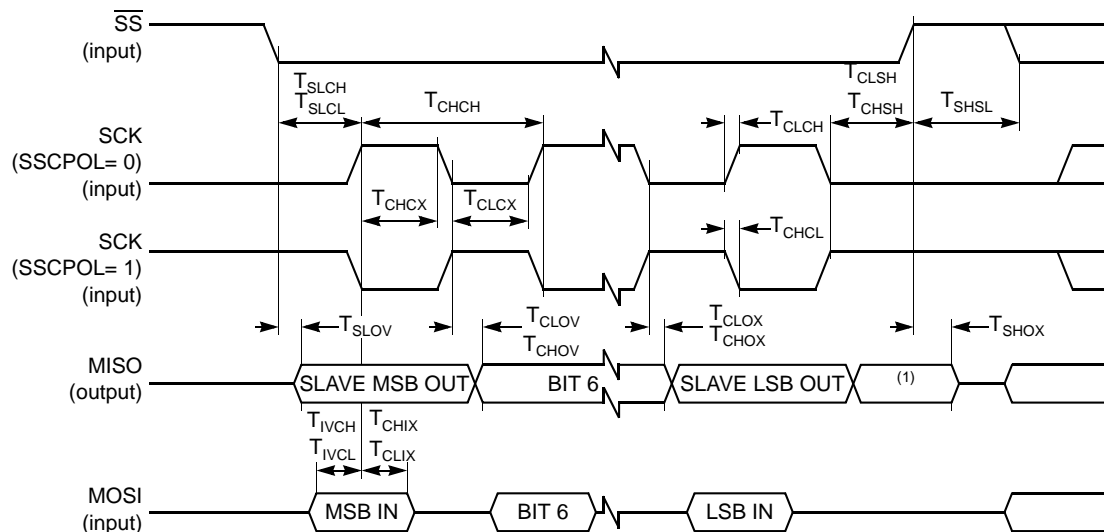 SS
(input)
T_SLCH
T_SLCL
T_CHCH
T_CLCH
T_CLSH
T_CHSH
T_SHSL
SCK
(SSCPOL= 0)
(input)
T_CHCX
T_CLCX
T_CHCL
SCK
(SSCPOL= 1)
(input)
T_SLOV
T_CLOV
T_CHOV
T_CLOX
T_CHOX
T_SHOX
MISO
(output)
SLAVE MSB OUT
BIT 6
SLAVE LSB OUT
(1)
T_IVCH
T_IVCL
T_CHIX
T_CLIX
MOSI
(input)
MSB IN
BIT 6
LSB IN